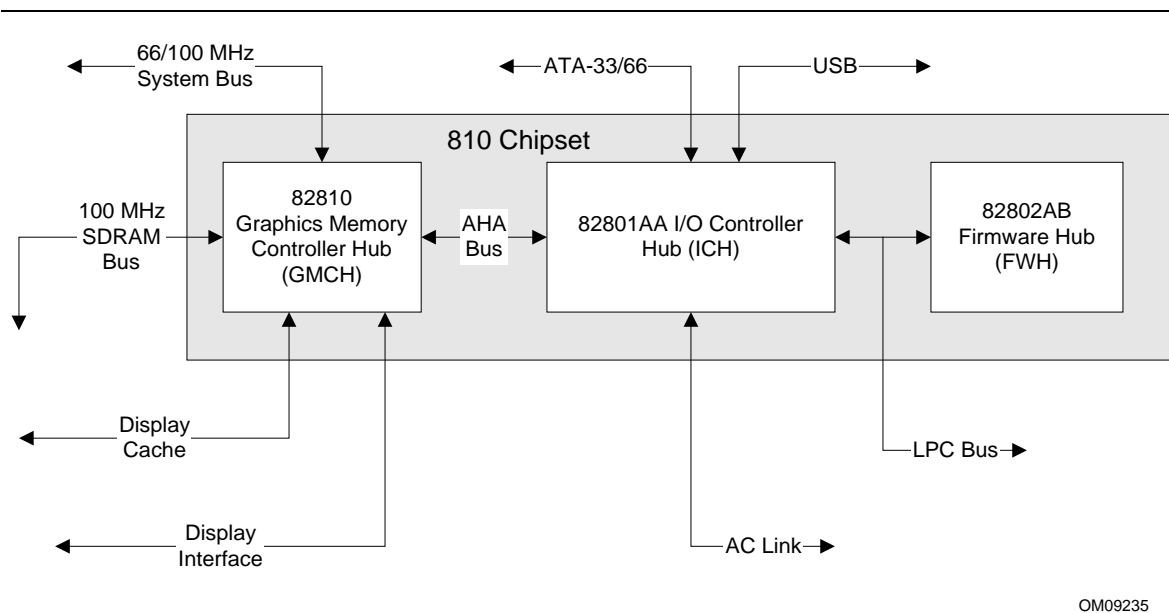 66/100 MHz
System Bus
ATA-33/66
USB
810 Chipset
100 MHz
SDRAM
Bus
82810
Graphics Memory
Controller Hub
(GMCH)
AHA
Bus
82801AA I/O Controller
Hub (ICH)
82802AB
Firmware Hub
(FWH)
Display
Cache
LPC Bus
Display
Interface
AC Link
OM09235